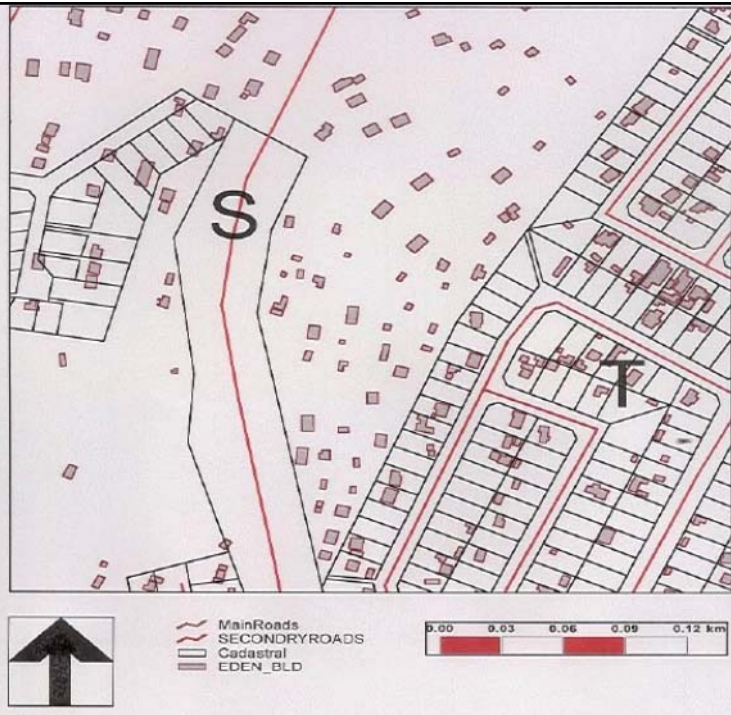 S
T
MainRoads
SECONDRYROADS
Cadastral
EDEN_BLD
0.00 0.03 0.06 0.09 0.12 km